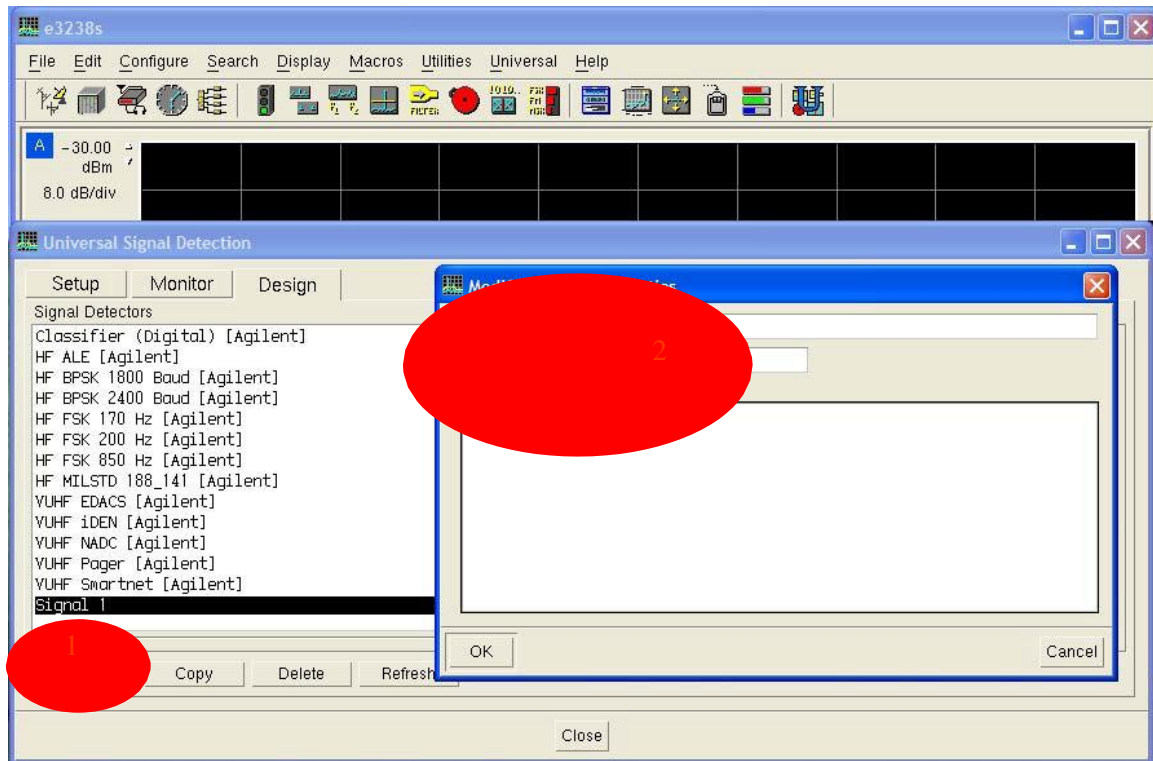 e3238s
File Edit Configure Search Display Macros Utilities Universal Help
FILTER
A -30.00
dBm
8.0 dB/div
Universal Signal Detection
Setup Monitor Design
Signal Detectors
Classifier (Digital) [Agilent]
HF ALE [Agilent]
HF BPSK 1800 Baud [Agilent]
HF BPSK 2400 Baud [Agilent]
HF FSK 170 Hz [Agilent]
HF FSK 200 Hz [Agilent]
HF FSK 850 Hz [Agilent]
HF MILSTD 188_141 [Agilent]
VUHF EDACS [Agilent]
VUHF iDEN [Agilent]
VUHF NADC [Agilent]
VUHF Pager [Agilent]
VUHF Smartnet [Agilent]
Signal 1
1
Copy Delete Refresh
2
OK Cancel
Close